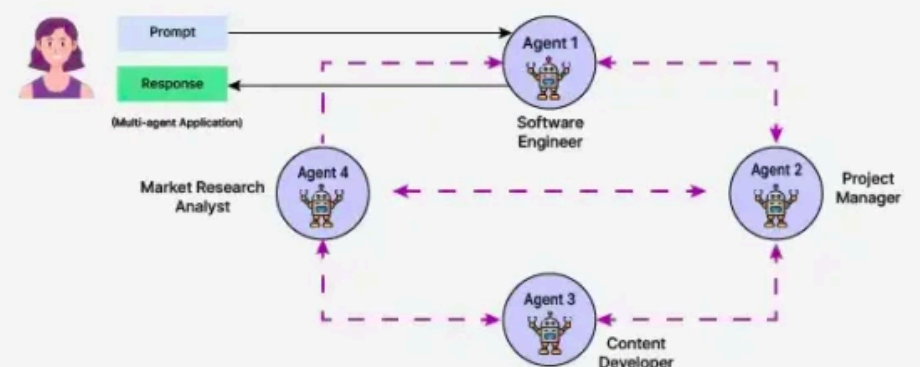 Prompt
Response
(Multi-agent Application)
Agent 1
Software
Engineer
Agent 4
Market Research
Analyst
Agent 2
Project
Manager
Agent 3
Content
Developer